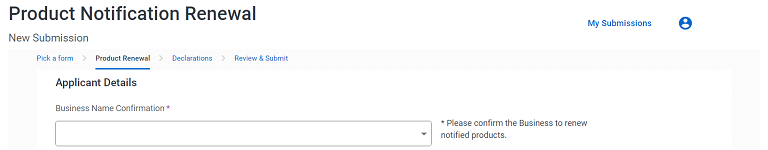 Product Notification Renewal
My Submissions
New Submission
Pick a form > Product Renewal > Declarations > Review & Submit
Applicant Details
Business Name Confirmation *
* Please confirm the Business to renew
notified products.